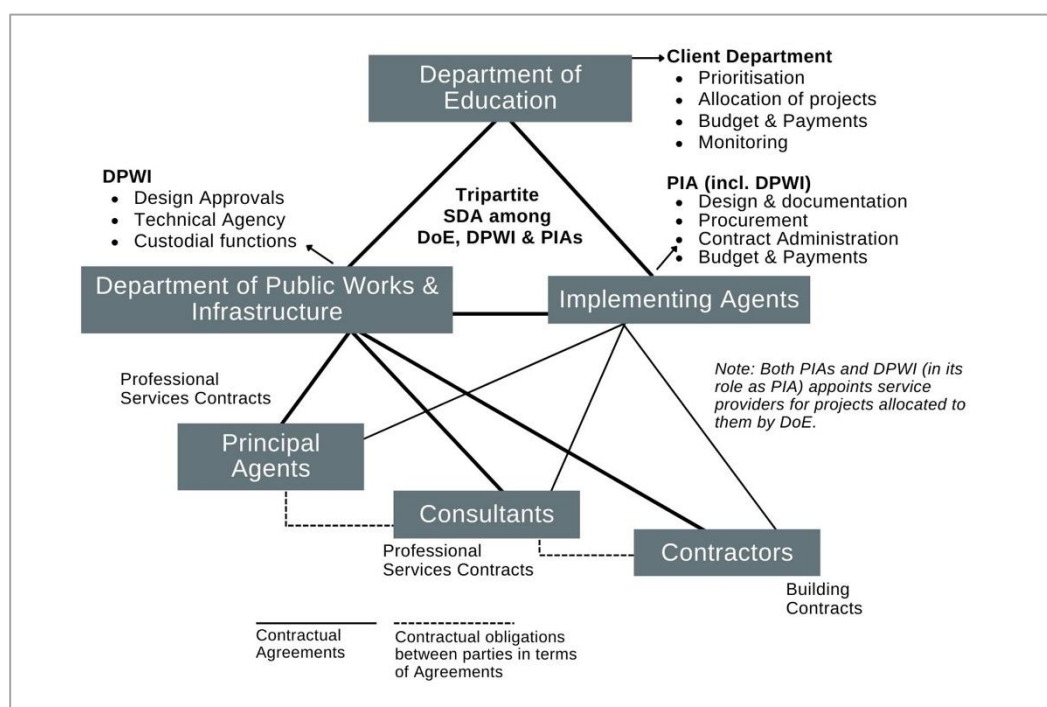 Department of
Education
Client Department
• Prioritisation
• Allocation of projects
• Budget & Payments
• Monitoring
DPWI
• Design Approvals
• Technical Agency
• Custodial functions
Tripartite
SDA among
DoE, DPWI & PIAs
PIA (incl. DPWI)
• Design & documentation
• Procurement
• Contract Administration
• Budget & Payments
Department of Public Works &
Infrastructure
Implementing Agents
Professional
Services Contracts
Note: Both PIAs and DPWI (in its
role as PIA) appoints service
providers for projects allocated to
them by DoE.
Principal
Agents
Consultants
Professional
Services Contracts
Contractors
Building
Contracts
Contractual
Agreements
Contractual obligations
between parties in terms
of Agreements